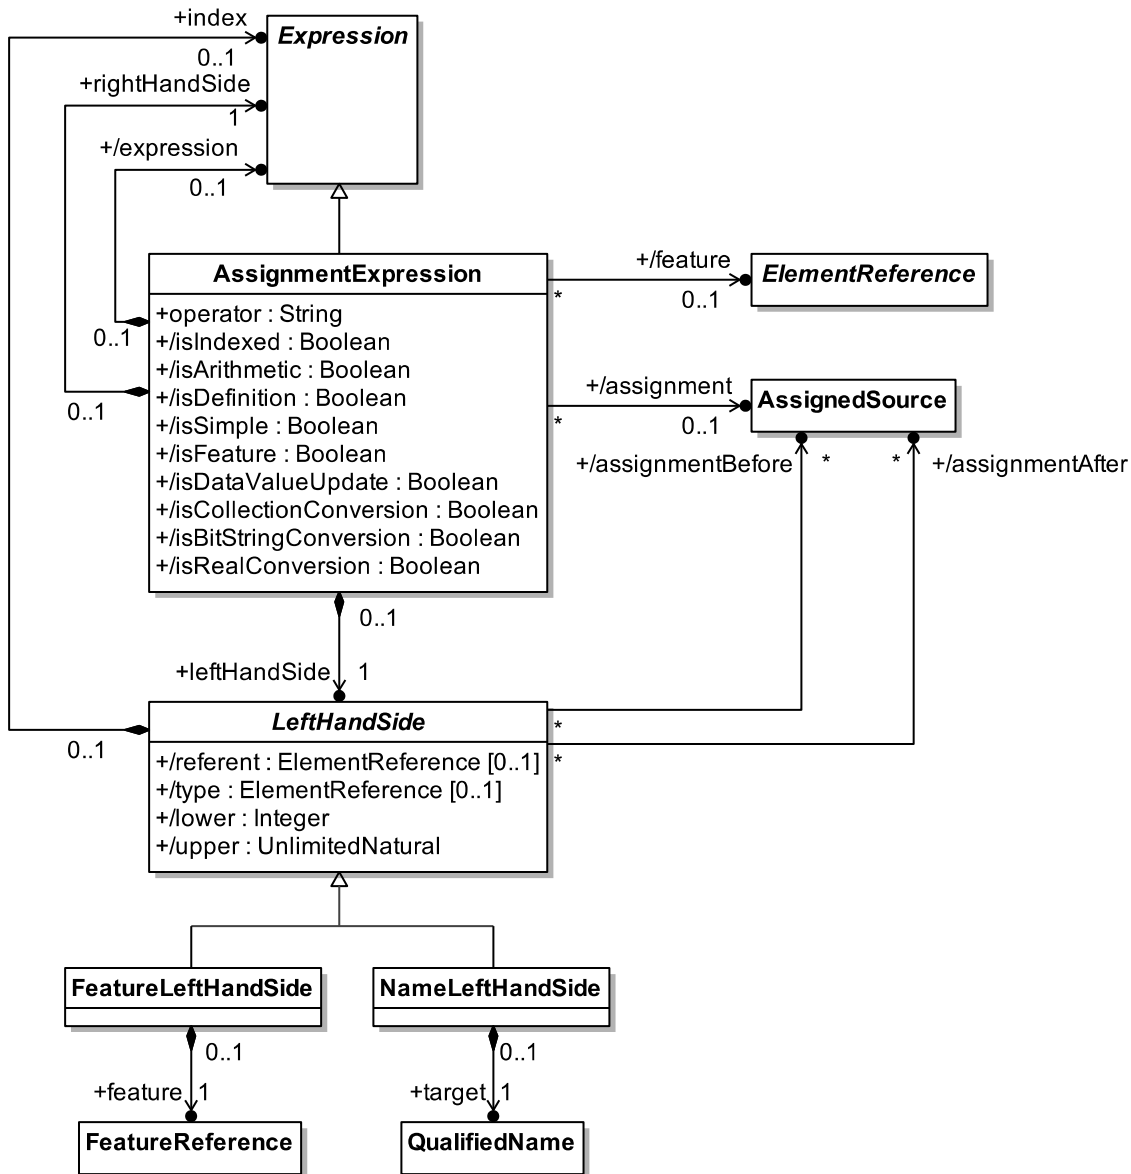 +index
Expression
0..1
+rightHandSide
1
+/expression
0..1
AssignmentExpression
+operator : String
+/isIndexed : Boolean
+/isArithmetic : Boolean
+/isDefinition : Boolean
+/isSimple : Boolean
+/isFeature : Boolean
+/isDataValueUpdate : Boolean
+/isCollectionConversion : Boolean
+/isBitStringConversion : Boolean
+/isRealConversion : Boolean
0..1
0..1
*
+/feature
0..1
ElementReference
*
+/assignment
0..1
AssignedSource
+/assignmentBefore
*
*
+/assignmentAfter
0..1
+leftHandSide
1
LeftHandSide
+/referent : ElementReference [0..1]
+/type : ElementReference [0..1]
+/lower : Integer
+/upper : UnlimitedNatural
0..1
*
*
FeatureLeftHandSide
NameLeftHandSide
0..1
0..1
+feature
1
+target
1
FeatureReference
QualifiedName